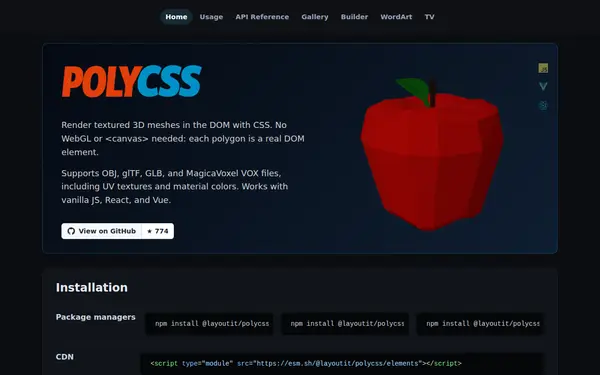 Home Usage API Reference Gallery Builder WordArt TV
POLYCSS
Render textured 3D meshes in the DOM with CSS. No
WebGL or <canvas> needed: each polygon is a real DOM
element.
Supports OBJ, glTF, GLB, and MagicaVoxel VOX files,
including UV textures and material colors. Works with
vanilla JS, React, and Vue.
View on GitHub ★ 774
Installation
Package managers
npm install @layoutit/polycss
npm install @layoutit/polycss
npm install @layoutit/polycss
CDN
<script type="module" src="https://esm.sh/@layoutit/polycss/elements"></script>